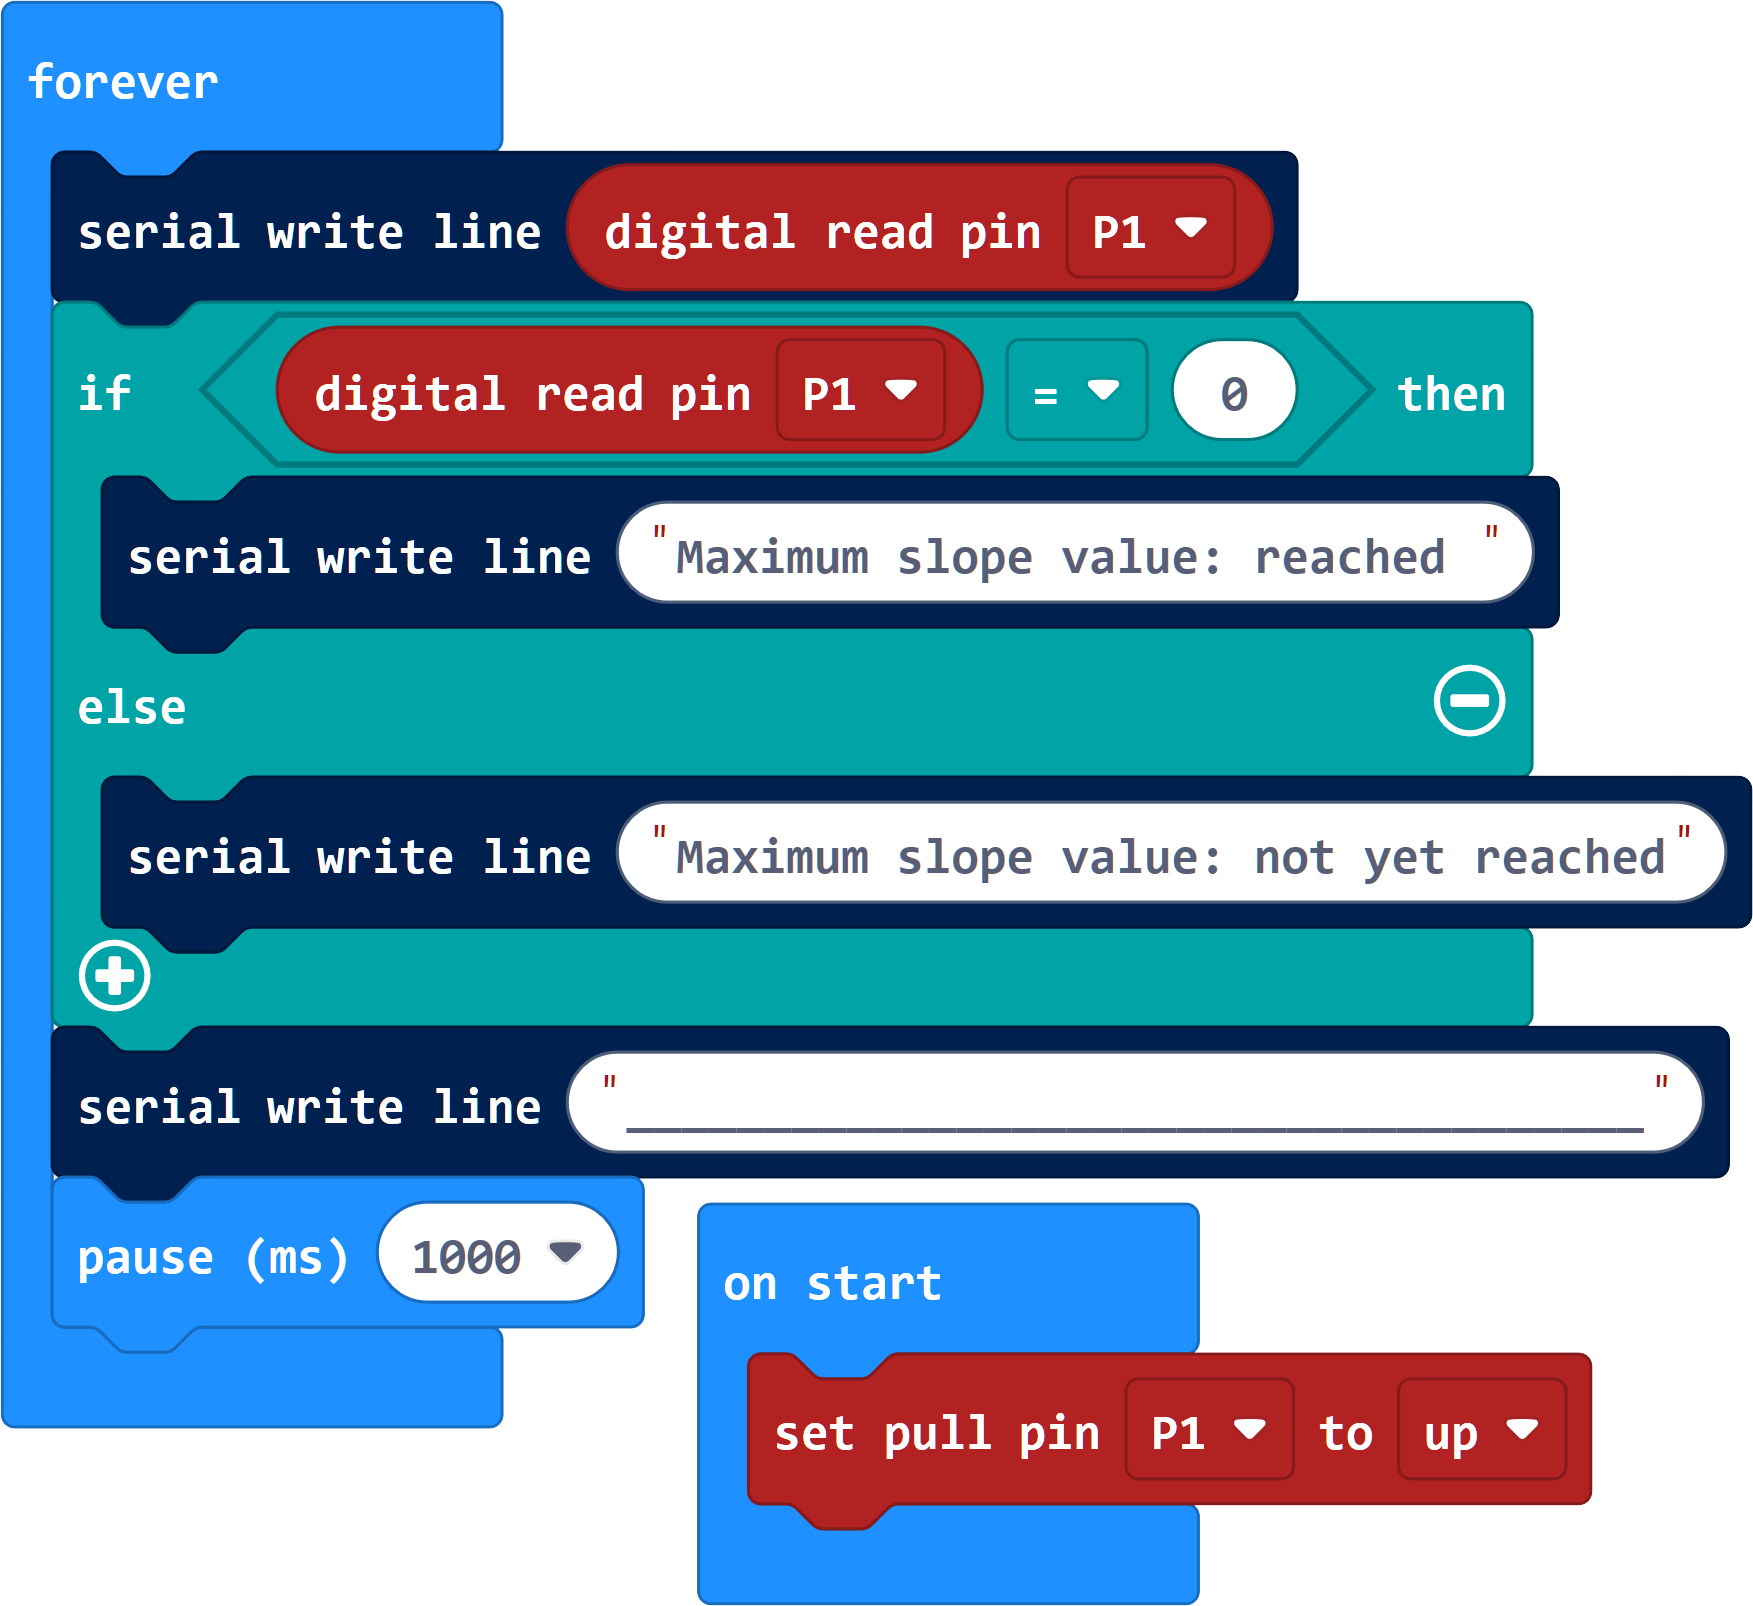 forever
serial write line digital read pin P1
if digital read pin P1 = 0 then
serial write line "Maximum slope value: reached "
else
serial write line "Maximum slope value: not yet reached"
serial write line "_____________________________________"
pause (ms) 1000
on start
set pull pin P1 to up